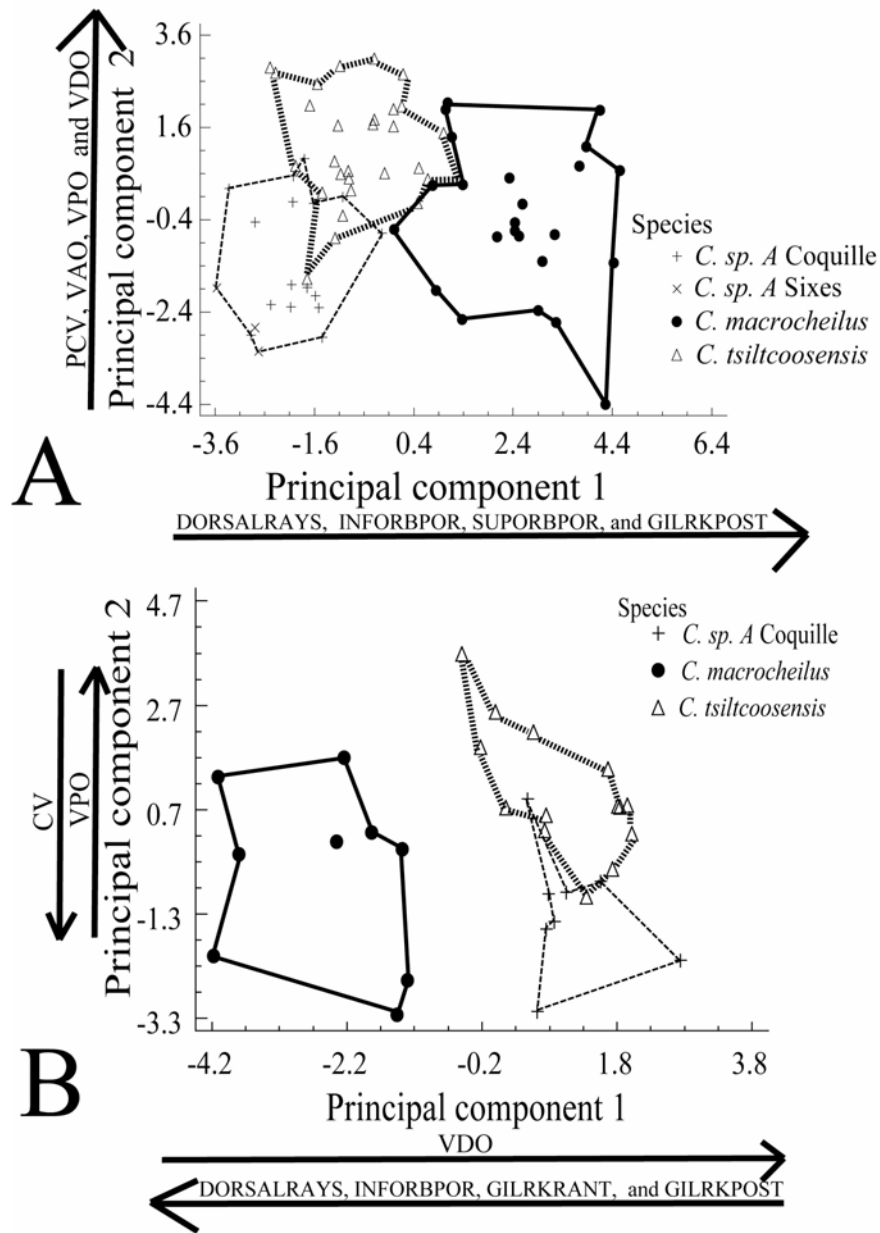 3.6
1.6
-0.4
-2.4
-4.4
PCV, VAO, VPO and VDO
Principal component 2
Species
C. sp. A Coquille
C. sp. A Sixes
C. macrocheilus
C. tsiltcoosensis
-3.6 -1.6 0.4 2.4 4.4 6.4
A
Principal component 1
DORSALRAYS, INFORBPOR, SUPORBPOR, and GILRKPOST
4.7
2.7
0.7
-1.3
-3.3
CV
VPO
Principal component 2
Species
C. sp. A Coquille
C. macrocheilus
C. tsiltcoosensis
B
-4.2 -2.2 -0.2 1.8 3.8
Principal component 1
VDO
DORSALRAYS, INFORBPOR, GILRKRANT, and GILRKPOST